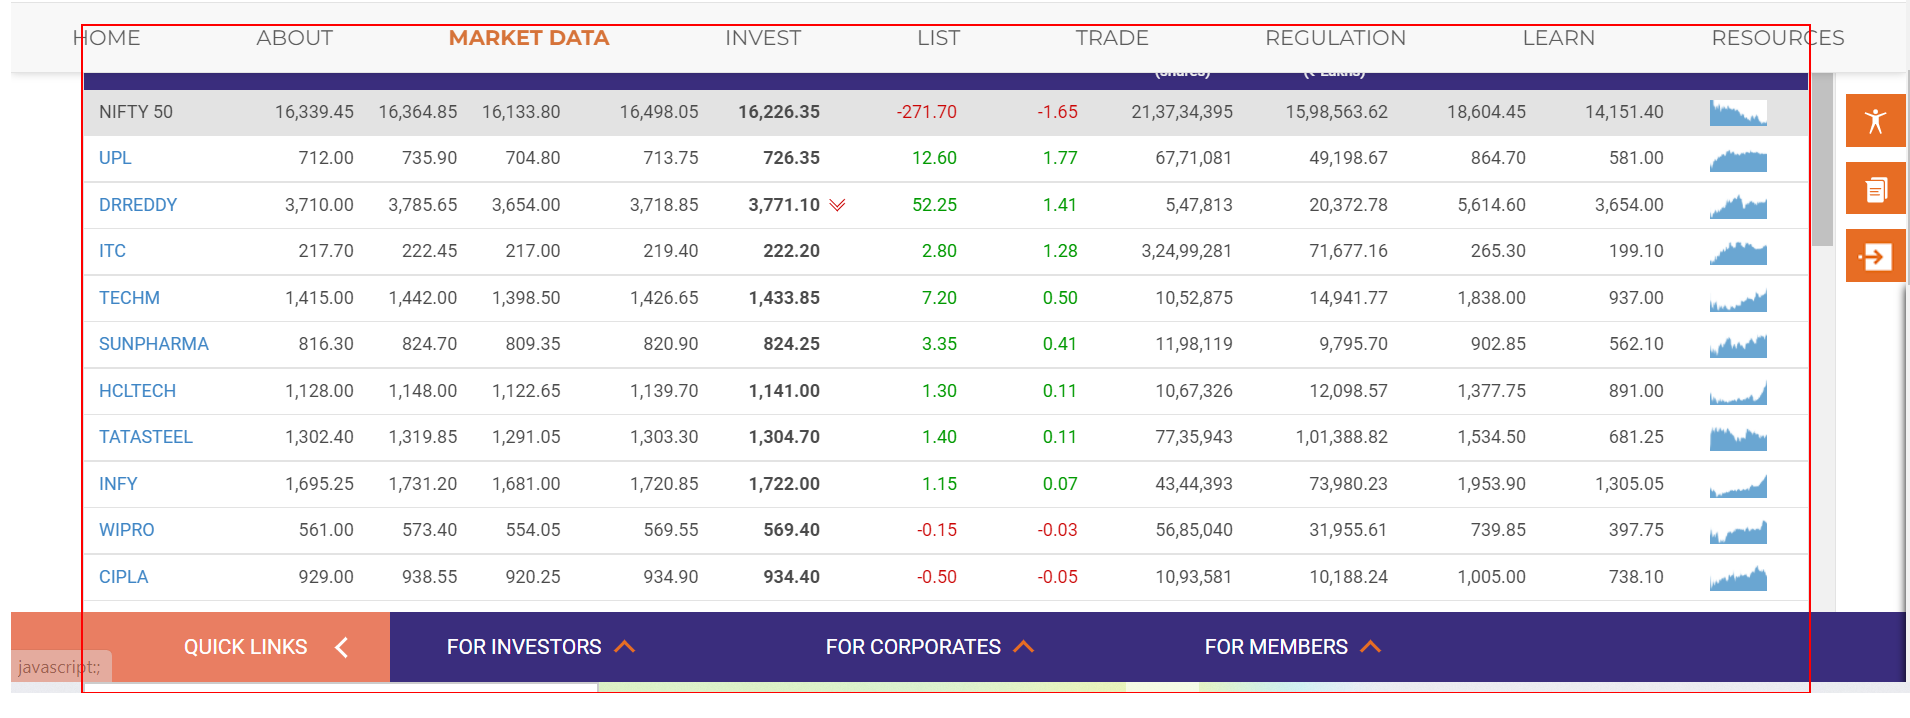 HOME ABOUT MARKET DATA INVEST LIST TRADE REGULATION LEARN RESOURCES
(shares) (₹ Lakhs)
NIFTY 50 16,339.45 16,364.85 16,133.80 16,498.05 16,226.35 -271.70 -1.65 21,37,34,395 15,98,563.62 18,604.45 14,151.40
UPL 712.00 735.90 704.80 713.75 726.35 12.60 1.77 67,71,081 49,198.67 864.70 581.00
DRREDDY 3,710.00 3,785.65 3,654.00 3,718.85 3,771.10 52.25 1.41 5,47,813 20,372.78 5,614.60 3,654.00
ITC 217.70 222.45 217.00 219.40 222.20 2.80 1.28 3,24,99,281 71,677.16 265.30 199.10
TECHM 1,415.00 1,442.00 1,398.50 1,426.65 1,433.85 7.20 0.50 10,52,875 14,941.77 1,838.00 937.00
SUNPHARMA 816.30 824.70 809.35 820.90 824.25 3.35 0.41 11,98,119 9,795.70 902.85 562.10
HCLTECH 1,128.00 1,148.00 1,122.65 1,139.70 1,141.00 1.30 0.11 10,67,326 12,098.57 1,377.75 891.00
TATASTEEL 1,302.40 1,319.85 1,291.05 1,303.30 1,304.70 1.40 0.11 77,35,943 1,01,388.82 1,534.50 681.25
INFY 1,695.25 1,731.20 1,681.00 1,720.85 1,722.00 1.15 0.07 43,44,393 73,980.23 1,953.90 1,305.05
WIPRO 561.00 573.40 554.05 569.55 569.40 -0.15 -0.03 56,85,040 31,955.61 739.85 397.75
CIPLA 929.00 938.55 920.25 934.90 934.40 -0.50 -0.05 10,93,581 10,188.24 1,005.00 738.10
QUICK LINKS FOR INVESTORS FOR CORPORATES FOR MEMBERS
javascript:;